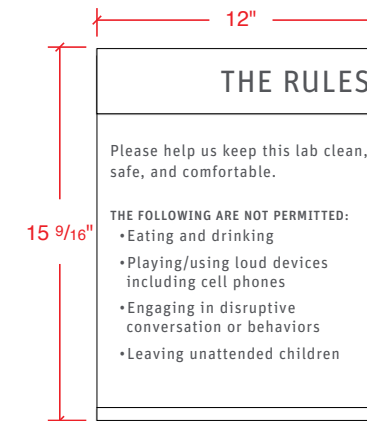 12"
THE RULES
Please help us keep this lab clean,
safe, and comfortable.
15 9/16"
THE FOLLOWING ARE NOT PERMITTED:
•Eating and drinking
•Playing/using loud devices
including cell phones
•Engaging in disruptive
conversation or behaviors
•Leaving unattended children